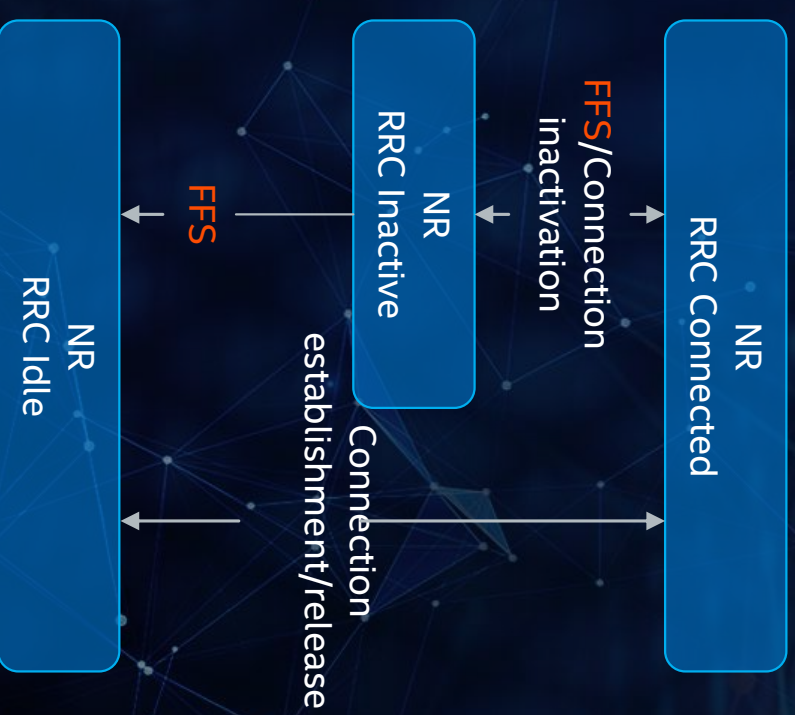 NR
RRC Connected
FFS/Connection
inactivation
NR
RRC Inactive
Connection
establishment/release
FFS
NR
RRC Idle